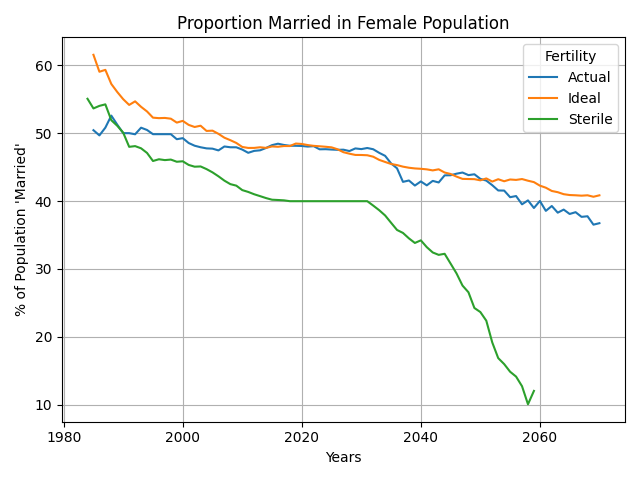 Proportion Married in Female Population
% of Population 'Married'
60
50
40
30
20
10
1980
2000
2020
2040
2060
Years
Fertility
Actual
Ideal
Sterile